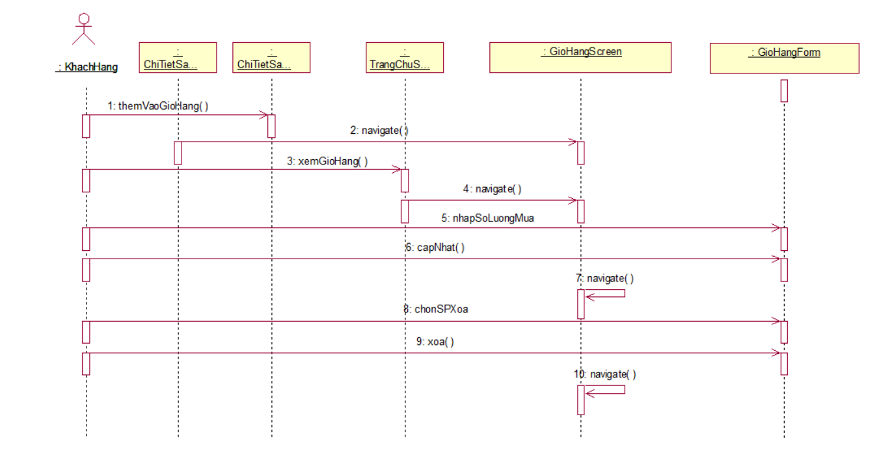 : KhachHang
:
ChiTietSa...
:
ChiTietSa...
:
TrangChuS...
: GioHangScreen
: GioHangForm
1: themVaoGioHang( )
2: navigate( )
3: xemGioHang( )
4: navigate( )
5: nhapSoLuongMua
6: capNhat( )
7: navigate( )
8: chonSPXoa
9: xoa( )
10: navigate( )